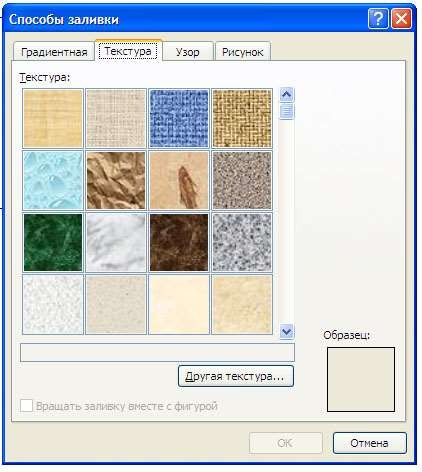 Способы заливки
Градиентная Текстура Узор Рисунок
Текстура:
Образец:
Другая текстура...
Вращать заливку вместе с фигурой
OK Отмена